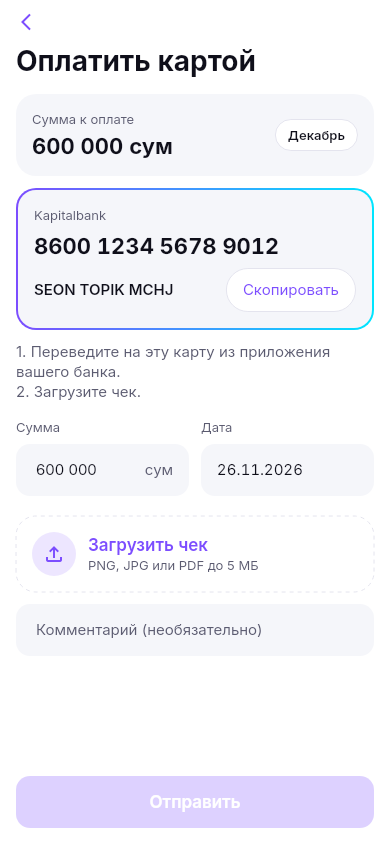 Оплатить картой
Сумма к оплате
600 000 сум
Декабрь
Kapitalbank
8600 1234 5678 9012
SEON TOPIK MCHJ
Скопировать
1. Переведите на эту карту из приложения
вашего банка.
2. Загрузите чек.
Сумма
Дата
600 000 сум
26.11.2026
Загрузить чек
PNG, JPG или PDF до 5 МБ
Комментарий (необязательно)
Отправить